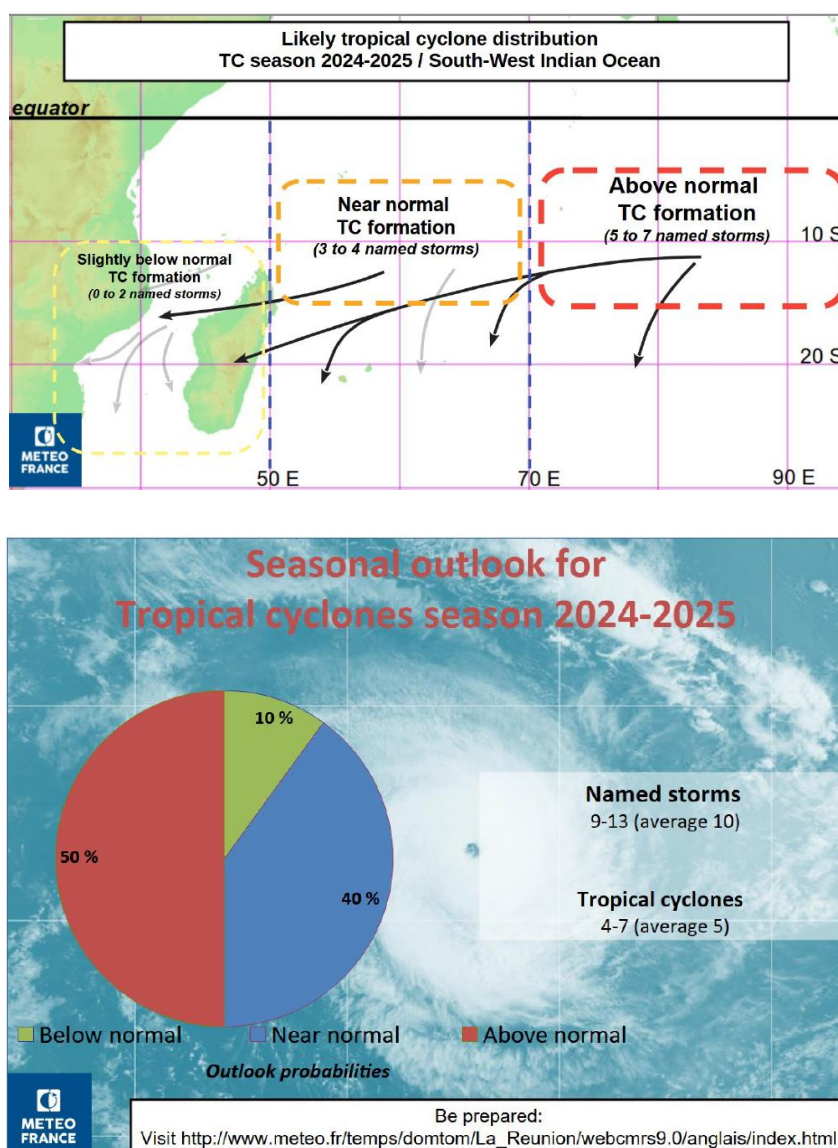 Likely tropical cyclone distribution
TC season 2024-2025 / South-West Indian Ocean
equator
Near normal
TC formation
(3 to 4 named storms)
Above normal
TC formation
(5 to 7 named storms)
10 S
Slightly below normal
TC formation
(0 to 2 named storms)
20 S
METEO
FRANCE
50 E
70 E
90 E
Seasonal outlook for
Tropical cyclones season 2024-2025
10 %
50 %
40 %
Named storms
9-13 (average 10)
Tropical cyclones
4-7 (average 5)
Below normal
Near normal
Above normal
Outlook probabilities
METEO
FRANCE
Be prepared:
Visit http://www.meteo.fr/temps/domtom/La_Reunion/webcmrs9.0/anglais/index.html